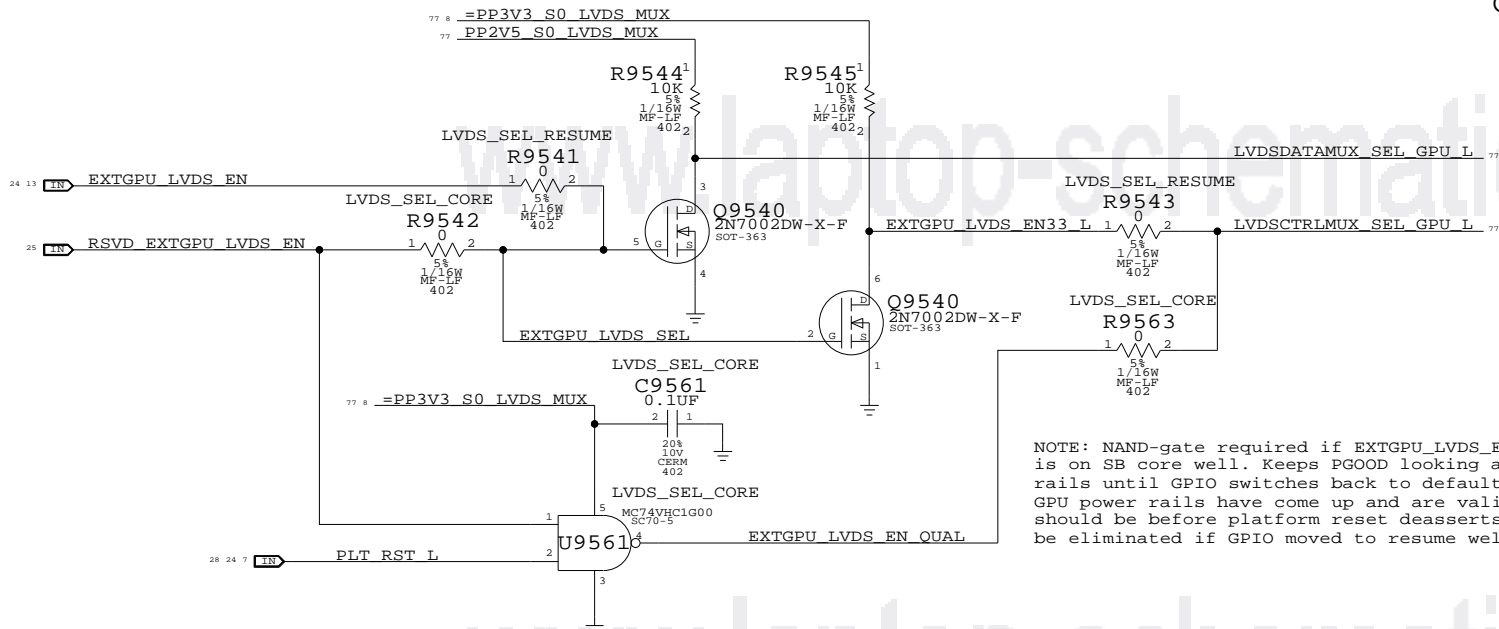 77 8 =PP3V3_S0_LVDS_MUX
77 PP2V5_S0_LVDS_MUX
R9544 1
10K
5%
1/16W
MF-LF
402 2
R9545 1
10K
5%
1/16W
MF-LF
402 2
www.laptop-schemati
LVDS_SEL_RESUME
R9541
0
1 2
5%
1/16W
MF-LF
402
LVDSDATAMUX_SEL_GPU_L 77
24 13 IN EXTGPU_LVDS_EN
LVDS_SEL_CORE
R9542
0
1 2
5%
1/16W
MF-LF
402
25 IN RSVD_EXTGPU_LVDS_EN
3
D
Q9540
2N7002DW-X-F
SOT-363
5 G S
4
LVDS_SEL_RESUME
R9543
0
EXTGPU_LVDS_EN33_L 1 2
5%
1/16W
MF-LF
402
LVDSCTRLMUX_SEL_GPU_L 77
6
D
Q9540
2N7002DW-X-F
SOT-363
EXTGPU_LVDS_SEL 2 G S
1
LVDS_SEL_CORE
R9563
0
1 2
5%
1/16W
MF-LF
402
LVDS_SEL_CORE
C9561
0.1UF
2 1
20%
10V
CERM
402
77 8 =PP3V3_S0_LVDS_MUX
LVDS_SEL_CORE
5 MC74VHC1G00
SC70-5
1
U9561 4
2
3
EXTGPU_LVDS_EN_QUAL
28 24 7 IN PLT_RST_L
NOTE: NAND-gate required if EXTGPU_LVDS_E
is on SB core well. Keeps PGOOD looking a
rails until GPIO switches back to default
GPU power rails have come up and are vali
should be before platform reset deasserts
be eliminated if GPIO moved to resume wel